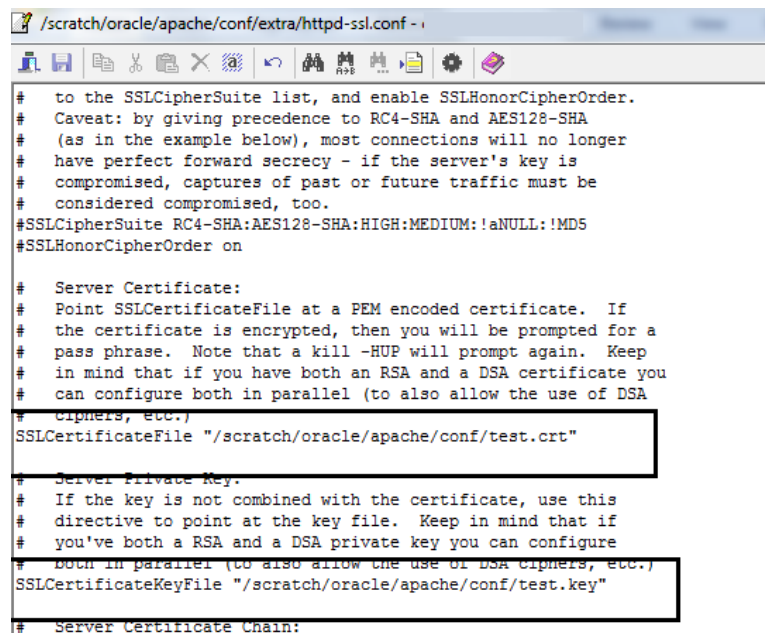 /scratch/oracle/apache/conf/extra/httpd-ssl.conf -
#   to the SSLCipherSuite list, and enable SSLHonorCipherOrder.
#   Caveat: by giving precedence to RC4-SHA and AES128-SHA
#   (as in the example below), most connections will no longer
#   have perfect forward secrecy - if the server's key is
#   compromised, captures of past or future traffic must be
#   considered compromised, too.
#SSLCipherSuite RC4-SHA:AES128-SHA:HIGH:MEDIUM:!aNULL:!MD5
#SSLHonorCipherOrder on
#   Server Certificate:
#   Point SSLCertificateFile at a PEM encoded certificate.  If
#   the certificate is encrypted, then you will be prompted for a
#   pass phrase.  Note that a kill -HUP will prompt again.  Keep
#   in mind that if you have both an RSA and a DSA certificate you
#   can configure both in parallel (to also allow the use of DSA
#   ciphers, etc.)
SSLCertificateFile "/scratch/oracle/apache/conf/test.crt"
#   Server Private Key:
#   If the key is not combined with the certificate, use this
#   directive to point at the key file.  Keep in mind that if
#   you've both a RSA and a DSA private key you can configure
#   both in parallel (to also allow the use of DSA ciphers, etc.)
SSLCertificateKeyFile "/scratch/oracle/apache/conf/test.key"
#   Server Certificate Chain: